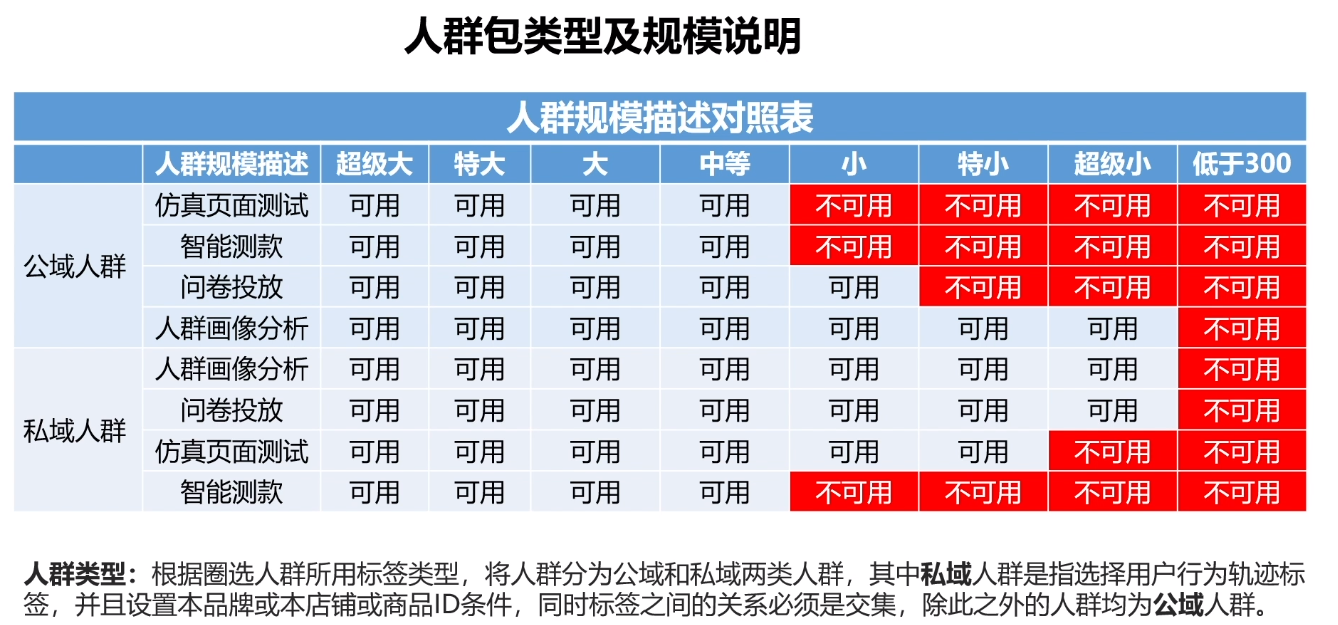 人群包类型及规模说明
人群规模描述对照表
人群规模描述 超级大 特大 大 中等 小 特小 超级小 低于300
公域人群
仿真页面测试 可用 可用 可用 可用 不可用 不可用 不可用 不可用
智能测款 可用 可用 可用 可用 不可用 不可用 不可用 不可用
问卷投放 可用 可用 可用 可用 可用 不可用 不可用 不可用
人群画像分析 可用 可用 可用 可用 可用 可用 可用 不可用
私域人群
人群画像分析 可用 可用 可用 可用 可用 可用 可用 不可用
问卷投放 可用 可用 可用 可用 可用 可用 可用 不可用
仿真页面测试 可用 可用 可用 可用 可用 可用 不可用 不可用
智能测款 可用 可用 可用 可用 不可用 不可用 不可用 不可用
人群类型：根据圈选人群所用标签类型，将人群分为公域和私域两类人群，其中私域人群是指选择用户行为轨迹标
签，并且设置本品牌或本店铺或商品ID条件，同时标签之间的关系必须是交集，除此之外的人群均为公域人群。